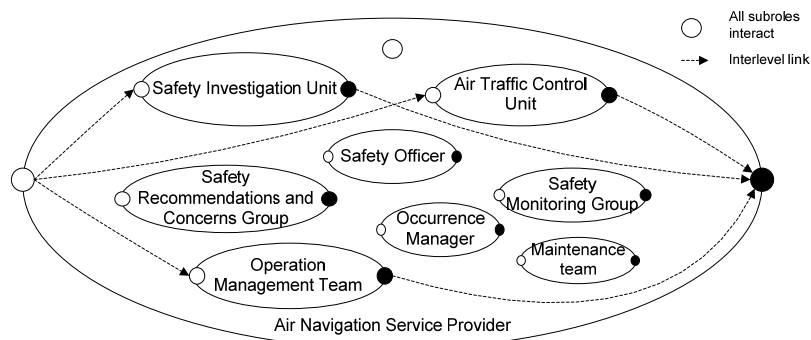 All subroles
interact
Interlevel link
Safety Investigation Unit
Air Traffic Control
Unit
Safety Officer
Safety
Recommendations and
Concerns Group
Safety
Monitoring Group
Occurrence
Manager
Maintenance
team
Operation
Management Team
Air Navigation Service Provider